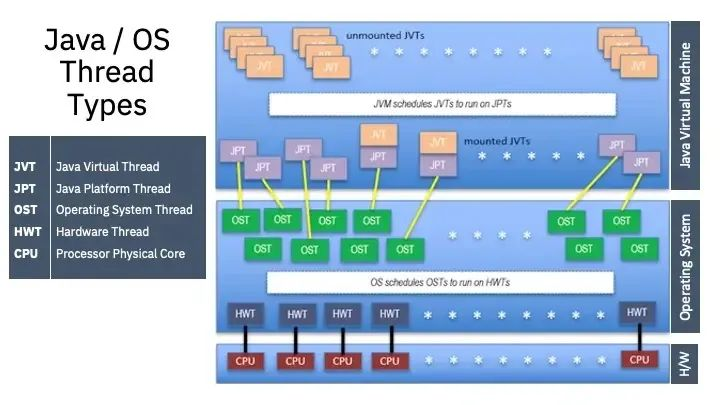 Java / OS
Thread
Types
JVT Java Virtual Thread
JPT Java Platform Thread
OST Operating System Thread
HWT Hardware Thread
CPU Processor Physical Core
unmounted JVTs
JVT JVT JVT
* * * * * * * *
JVM schedules JVTs to run on JPTs
JVT JVT mounted JVTs
JPT JPT JPT JPT JPT JPT * * * * * JPT JPT
OST OST OST OST OST OST
* * * *
OST OST OST OST OST OST
OS schedules OSTs to run on HWTs
HWT HWT HWT HWT * * * * * * * * HWT
CPU CPU CPU CPU * * * * * * * * CPU
Java Virtual Machine
Operating System
H/W